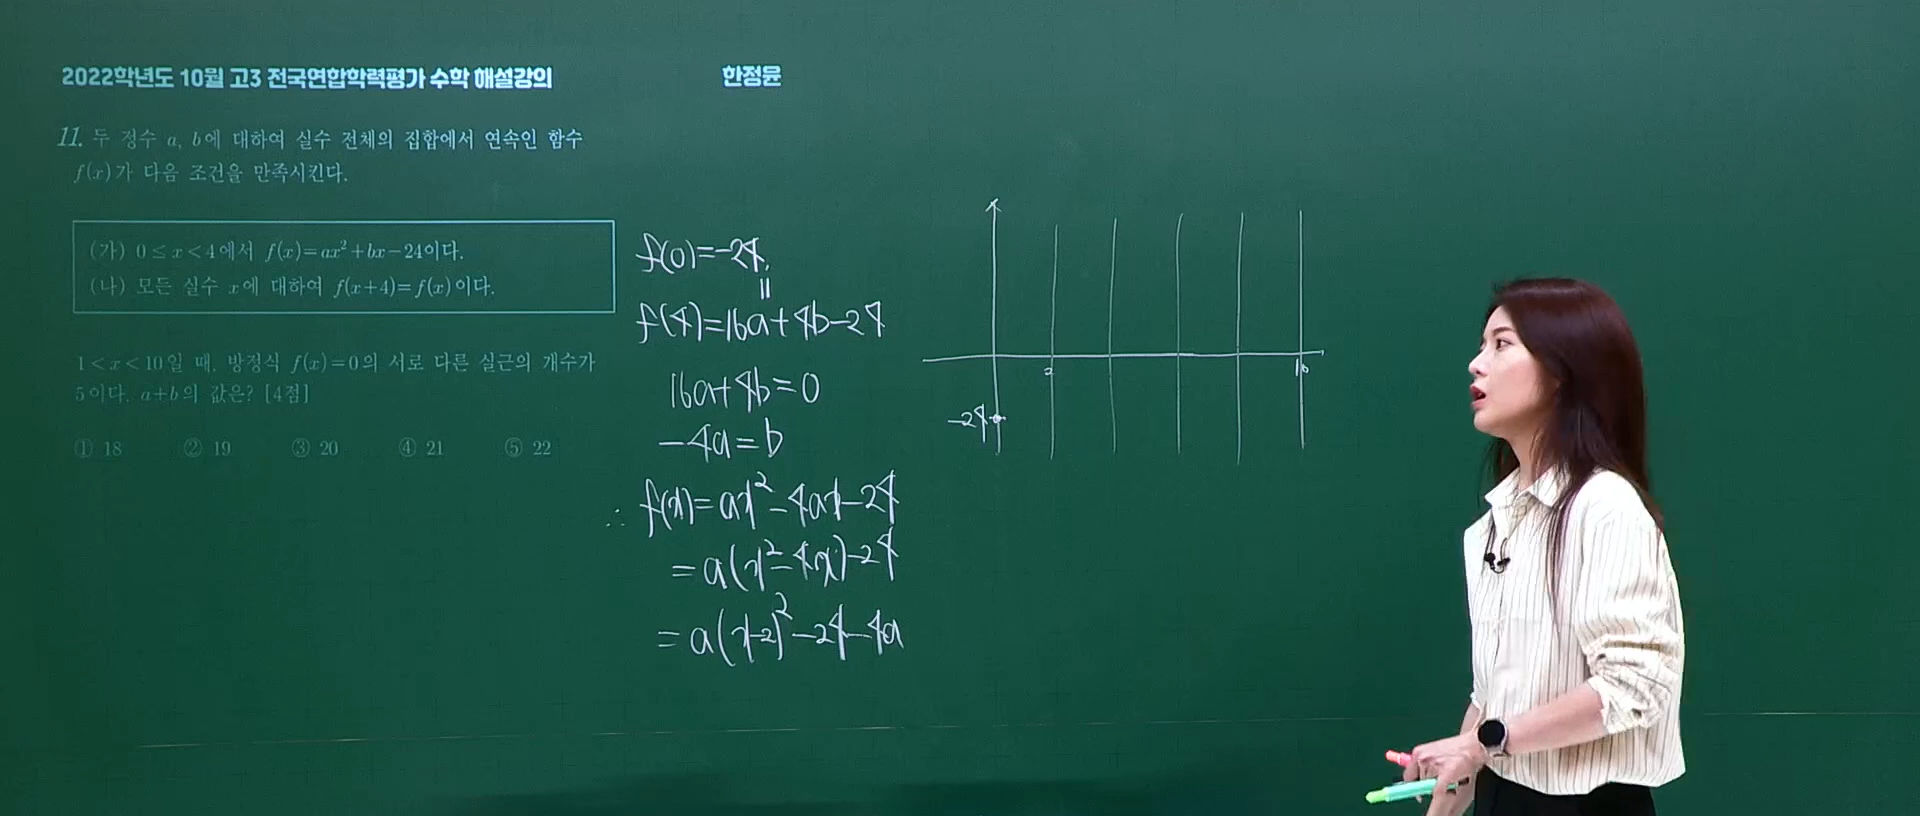 2022학년도 10월 고3 전국연합학력평가 수학 해설강의
한정윤
11. 두 정수 a, b에 대하여 실수 전체의 집합에서 연속인 함수
f(x)가 다음 조건을 만족시킨다.
(가) 0≤x<4에서 f(x)=ax²+bx-24이다.
(나) 모든 실수 x에 대하여 f(x+4)=f(x)이다.
1<x<10일 때, 방정식 f(x)=0의 서로 다른 실근의 개수가
5이다. a+b의 값은? [4점]
① 18 ② 19 ③ 20 ④ 21 ⑤ 22
f(0)=-24
=
f(4)=16a+4b-24
16a+4b=0
-4a=b
∴ f(x)=ax²-4ax-24
=a(x²-4x)-24
=a(x-2)²-24-4a
2 10
-24